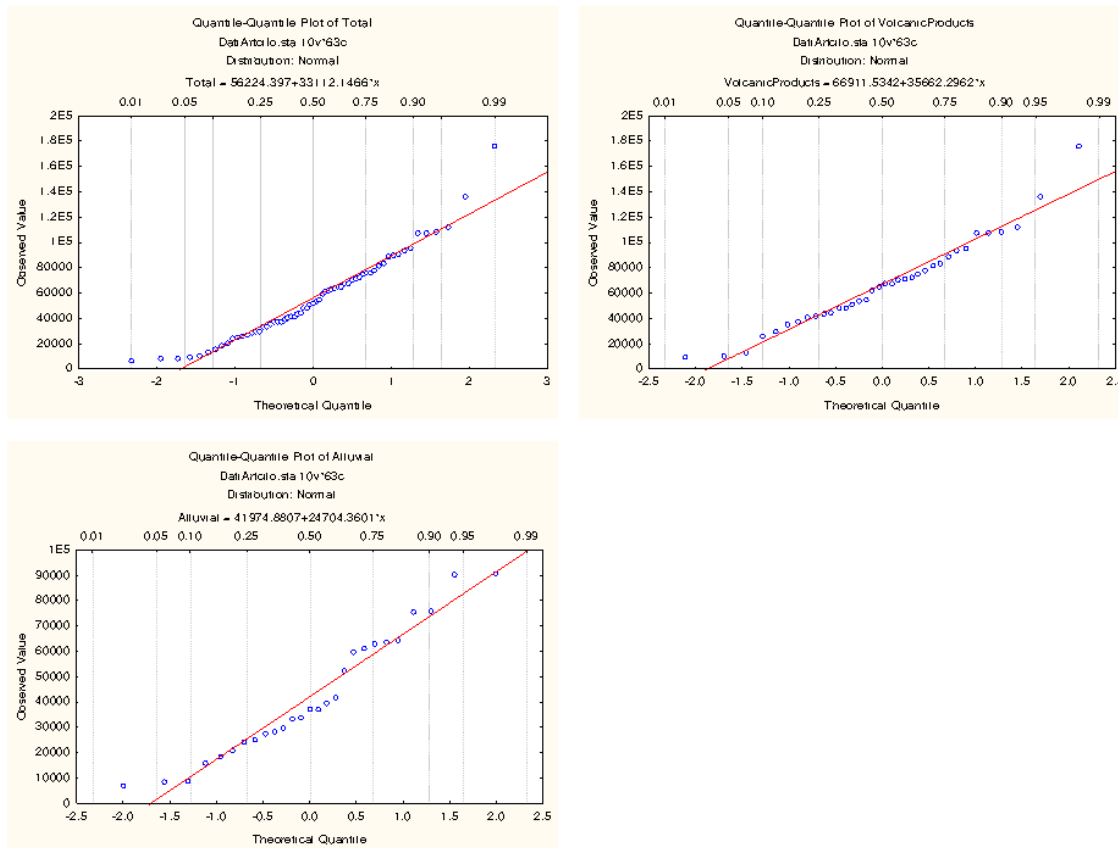 Quantile-Quantile Plot of Total
DatiArtclo.sta 10v*63c
Distribution: Normal
Total = 56224.397+33112.1466*x
0.01 0.05 0.25 0.50 0.75 0.90 0.99
2E5
1.8E5
1.6E5
1.4E5
1.2E5
1E5
80000
60000
40000
20000
0
-3 -2 -1 0 1 2 3
Observed Value
Theoretical Quantile
Quantile-Quantile Plot of VolcanicProducts
DatiArtclo.sta 10v*63c
Distribution: Normal
VolcanicProducts = 66911.5342+35662.2962*x
0.01 0.05 0.10 0.25 0.50 0.75 0.90 0.95 0.99
2E5
1.8E5
1.6E5
1.4E5
1.2E5
1E5
80000
60000
40000
20000
0
-2.5 -2.0 -1.5 -1.0 -0.5 0.0 0.5 1.0 1.5 2.0 2.5
Observed Value
Theoretical Quantile
Quantile-Quantile Plot of Alluvial
DatiArtclo.sta 10v*63c
Distribution: Normal
Alluvial = 41974.8807+24704.3601*x
0.01 0.05 0.10 0.25 0.50 0.75 0.90 0.95 0.99
1E5
90000
80000
70000
60000
50000
40000
30000
20000
10000
0
-2.5 -2.0 -1.5 -1.0 -0.5 0.0 0.5 1.0 1.5 2.0 2.5
Observed Value
Theoretical Quantile